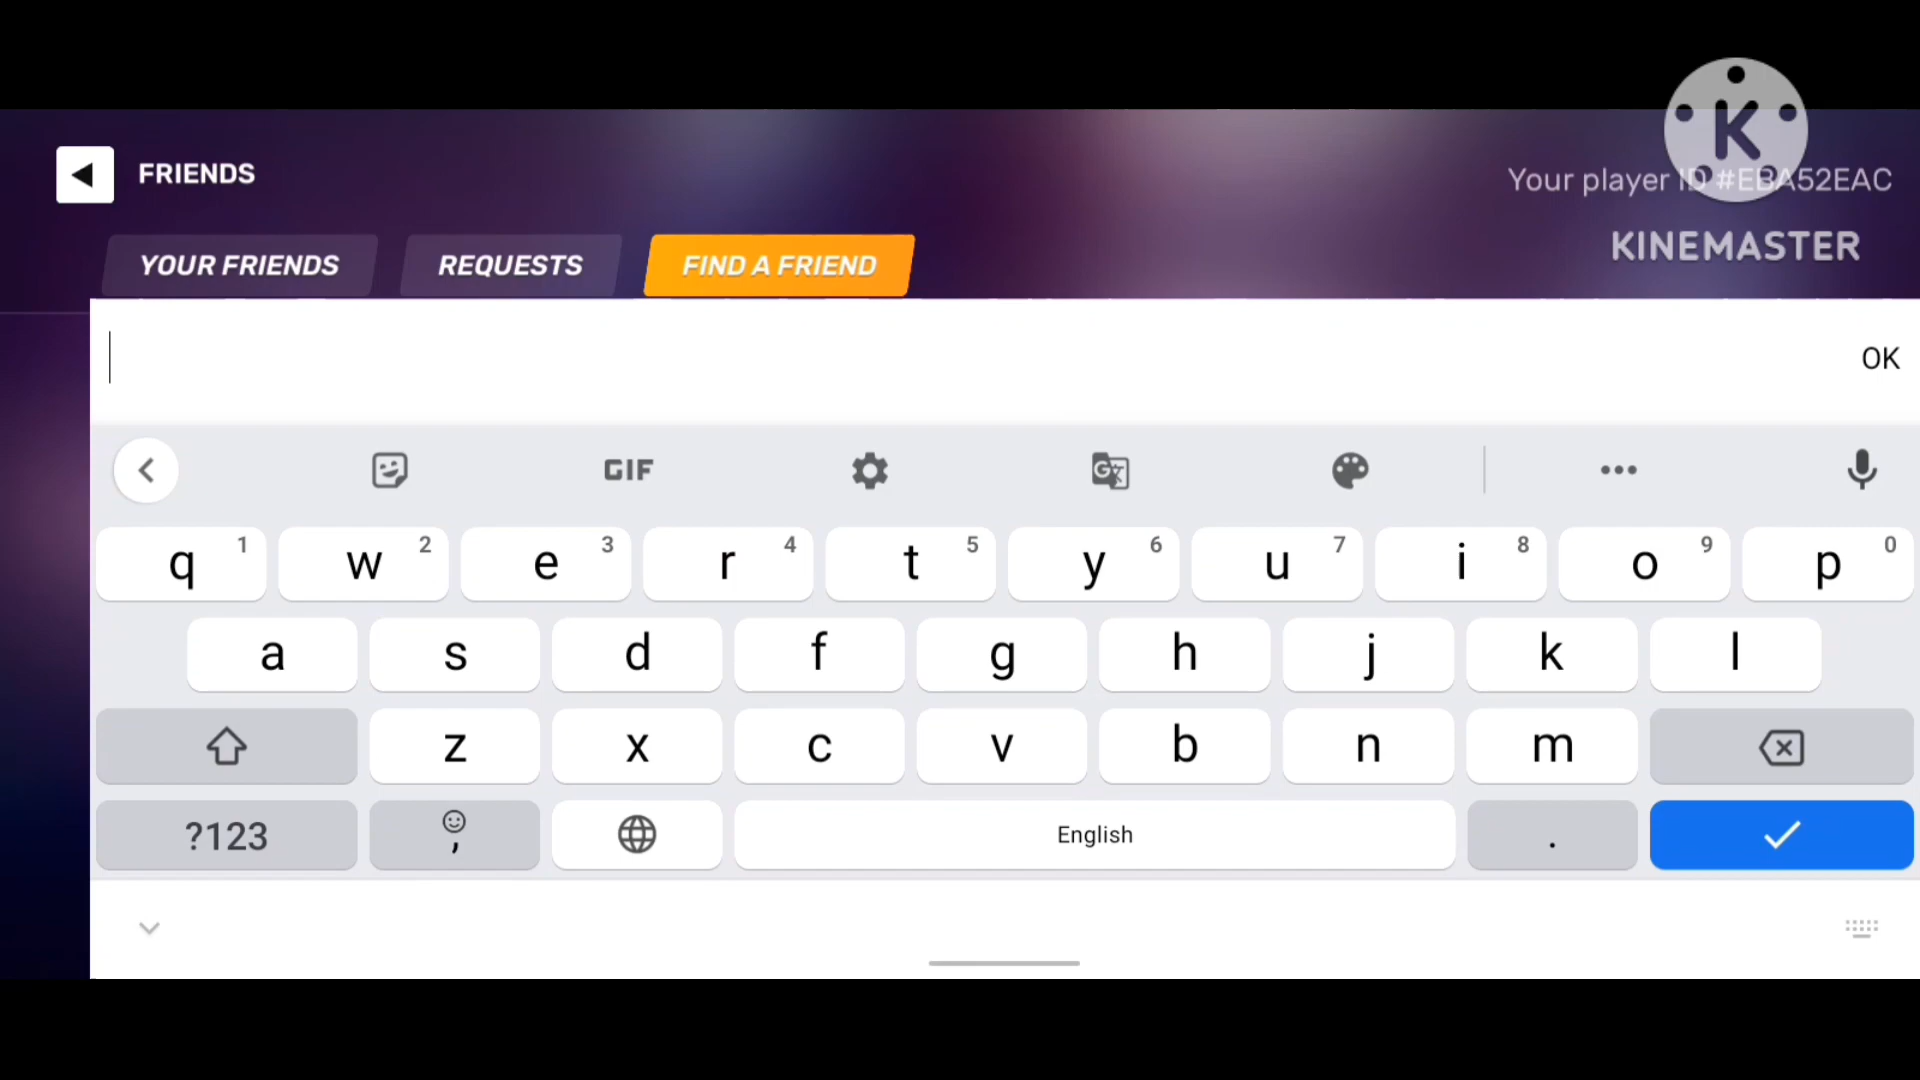 FRIENDS
Your player ID #EBA52EAC
K
KINEMASTER
YOUR FRIENDS REQUESTS FIND A FRIEND
OK
GIF G
q 1 w 2 e 3 r 4 t 5 y 6 u 7 i 8 o 9 p 0
a s d f g h j k l
z x c v b n m
?123 , English .